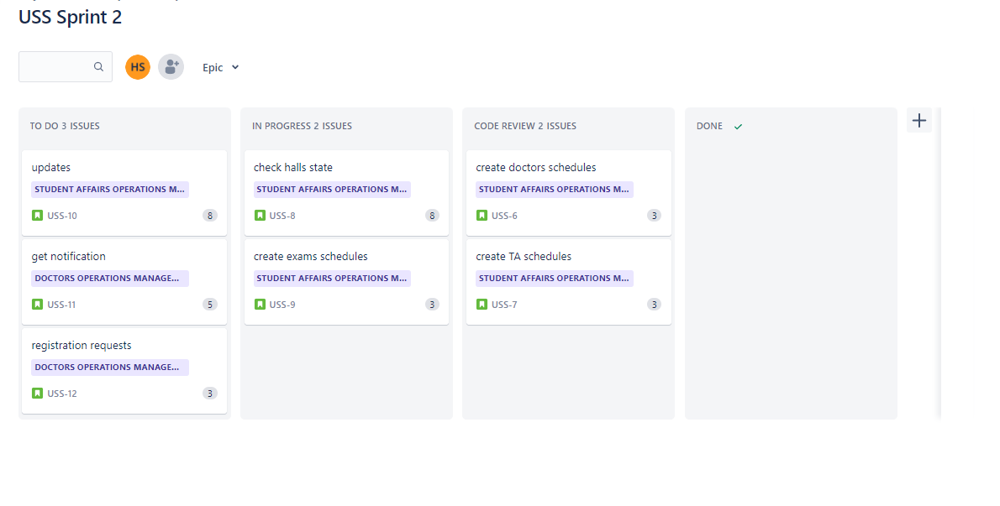 USS Sprint 2
HS
Epic
TO DO 3 ISSUES
updates
STUDENT AFFAIRS OPERATIONS M...
USS-10
8
get notification
DOCTORS OPERATIONS MANAGE...
USS-11
5
registration requests
DOCTORS OPERATIONS MANAGE...
USS-12
3
IN PROGRESS 2 ISSUES
check halls state
STUDENT AFFAIRS OPERATIONS M...
USS-8
8
create exams schedules
STUDENT AFFAIRS OPERATIONS M...
USS-9
3
CODE REVIEW 2 ISSUES
create doctors schedules
STUDENT AFFAIRS OPERATIONS M...
USS-6
3
create TA schedules
STUDENT AFFAIRS OPERATIONS M...
USS-7
3
DONE